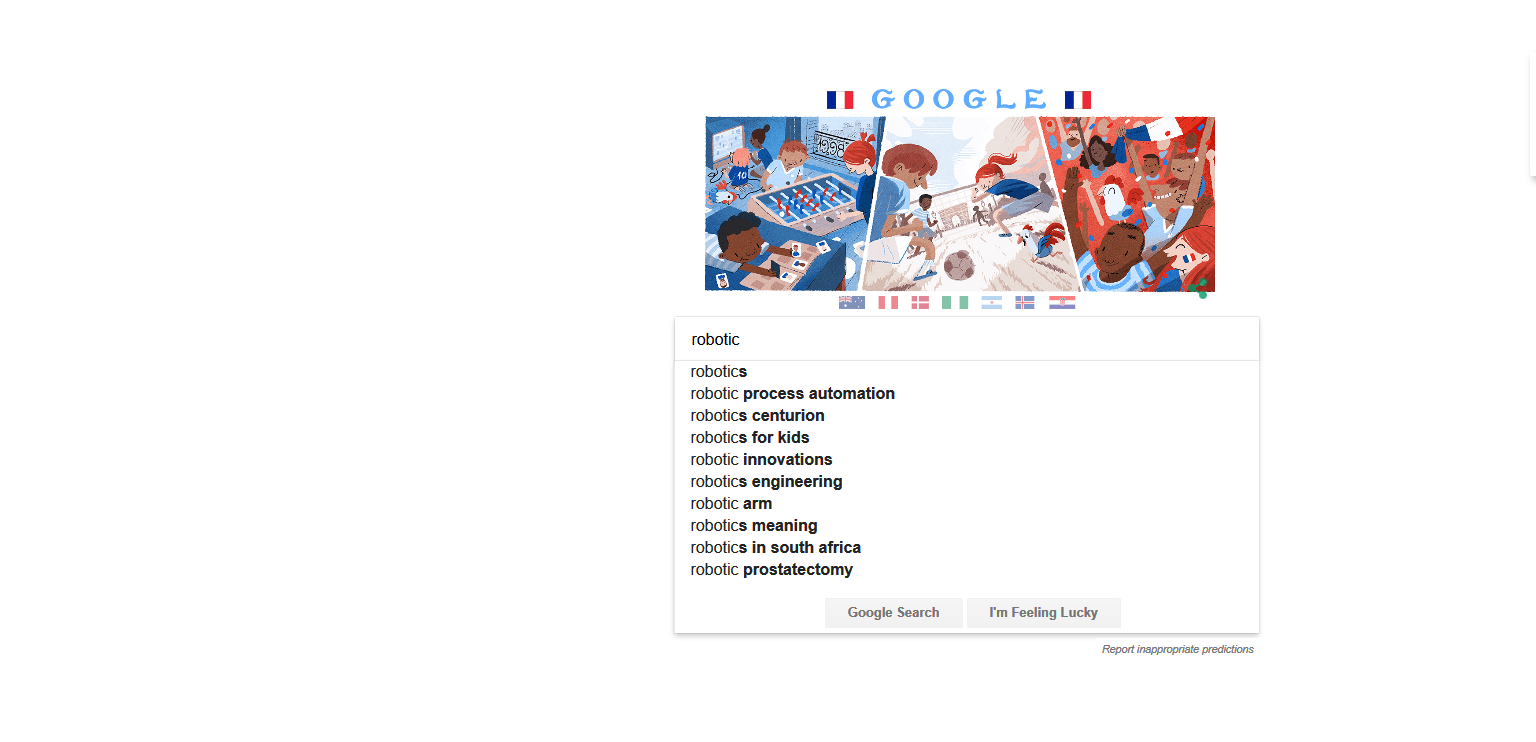 GOOGLE
1998
10
robotic
robotics
robotic process automation
robotics centurion
robotics for kids
robotic innovations
robotics engineering
robotic arm
robotics meaning
robotics in south africa
robotic prostatectomy
Google Search I'm Feeling Lucky
Report inappropriate predictions